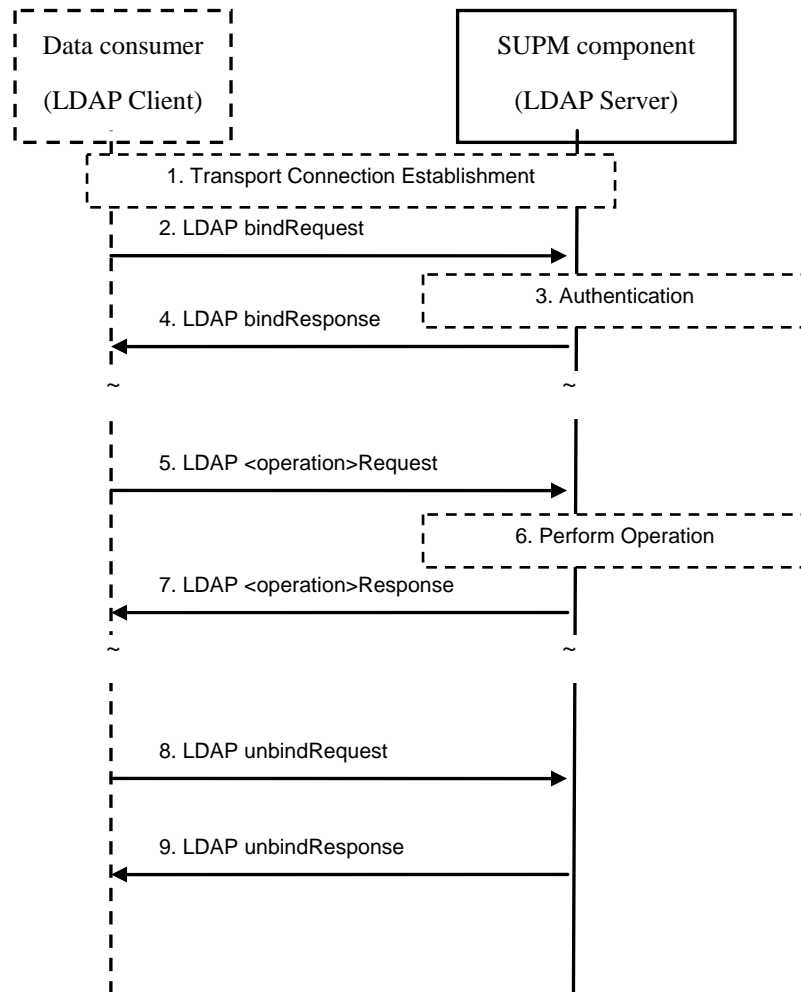 Data consumer
(LDAP Client)
SUPM component
(LDAP Server)
1. Transport Connection Establishment
2. LDAP bindRequest
3. Authentication
4. LDAP bindResponse
~ ~
5. LDAP <operation>Request
6. Perform Operation
7. LDAP <operation>Response
~ ~
8. LDAP unbindRequest
9. LDAP unbindResponse